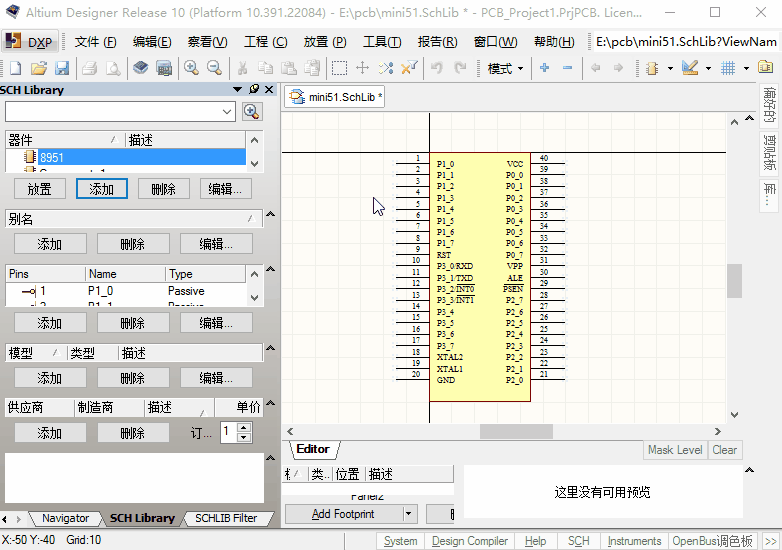 Altium Designer Release 10 (Platform 10.391.22084) - E:\pcb\mini51.SchLib * - PCB_Project1.PrjPCB. Licen...
DXP 文件 (F) 编辑(E) 察看(V) 工程 (C) 放置 (P) 工具(T) 报告(R) 窗口(W) 帮助(H) E:\pcb\mini51.SchLib?ViewNam
模式
SCH Library
mini51.SchLib *
器件 / 描述
8951
放置 添加 删除 编辑...
别名 /
添加 删除 编辑...
Pins Name Type
1 P1_0 Passive
2 P1_1 Passive
添加 删除 编辑...
模型 / 类型 描述
添加 删除 编辑...
供应商 制造商 描述 / 单价
添加 删除 订... 1
Navigator SCH Library SCHLIB Filter
1 P1_0 VCC 40
2 P1_1 P0_0 39
3 P1_2 P0_1 38
4 P1_3 P0_2 37
5 P1_4 P0_3 36
6 P1_5 P0_4 35
7 P1_6 P0_5 34
8 P1_7 P0_6 33
9 RST P0_7 32
10 P3_0/RXD VPP 31
11 P3_1/TXD ALE 30
12 P3_2/INT0 PSEN 29
13 P3_3/INT1 P2_7 28
14 P3_4 P2_6 27
15 P3_5 P2_5 26
16 P3_6 P2_4 25
17 P3_7 P2_3 24
18 XTAL2 P2_2 23
19 XTAL1 P2_1 22
20 GND P2_0 21
偏好的
剪贴板
库...
Editor
Mask Level Clear
类.. 位置 描述
Panel2
Add Footprint
这里没有可用预览
X:-50 Y:-40 Grid:10
System Design Compiler Help SCH Instruments OpenBus调色板 >>